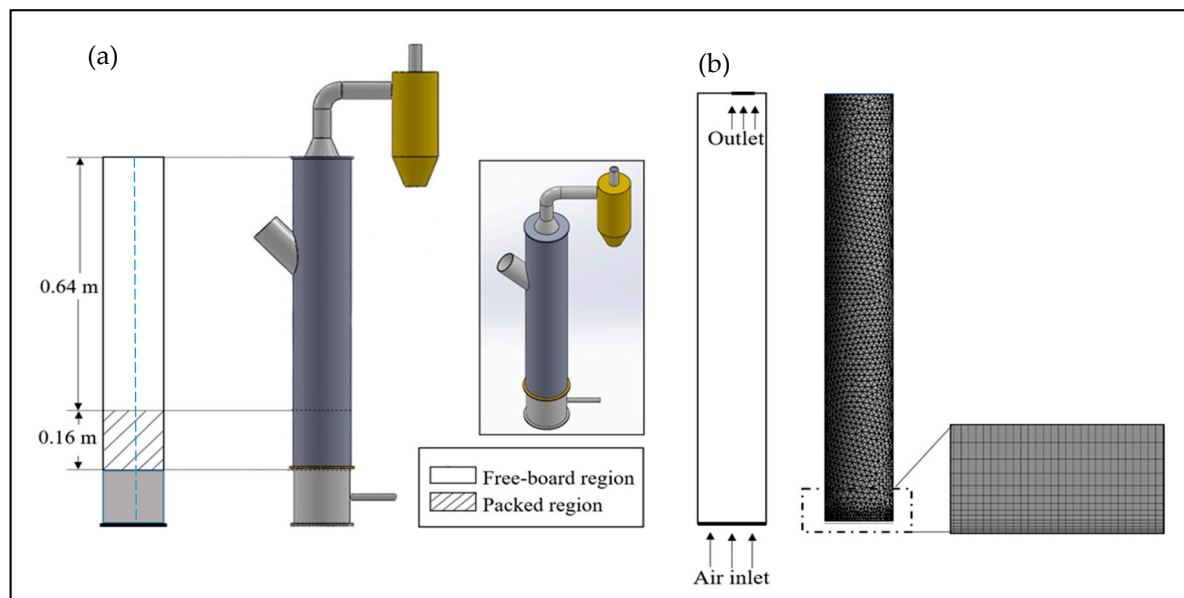 (a)
0.64 m
0.16 m
Free-board region
Packed region
(b)
Outlet
Air inlet